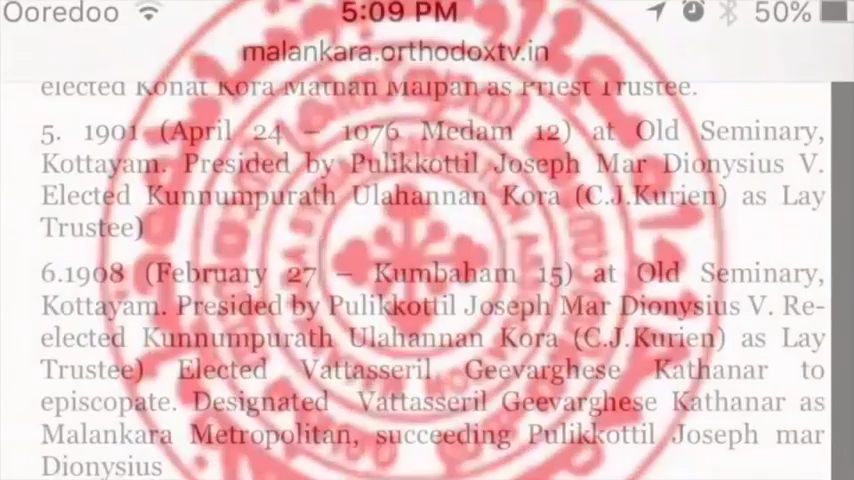 Ooredoo 5:09 PM 50%
malankara.orthodoxtv.in
elected Konat Kora Mathan Malpan as Priest Trustee.
5. 1901 (April 24 – 1076 Medam 12) at Old Seminary,
Kottayam. Presided by Pulikkottil Joseph Mar Dionysius V.
Elected Kunnumpurath Ulahannan Kora (C.J.Kurien) as Lay
Trustee)
6.1908 (February 27 – Kumbaham 15) at Old Seminary,
Kottayam. Presided by Pulikkottil Joseph Mar Dionysius V. Re-
elected Kunnumpurath Ulahannan Kora (C.J.Kurien) as Lay
Trustee) Elected Vattasseril Geevarghese Kathanar to
episcopate. Designated Vattasseril Geevarghese Kathanar as
Malankara Metropolitan, succeeding Pulikkottil Joseph mar
Dionysius